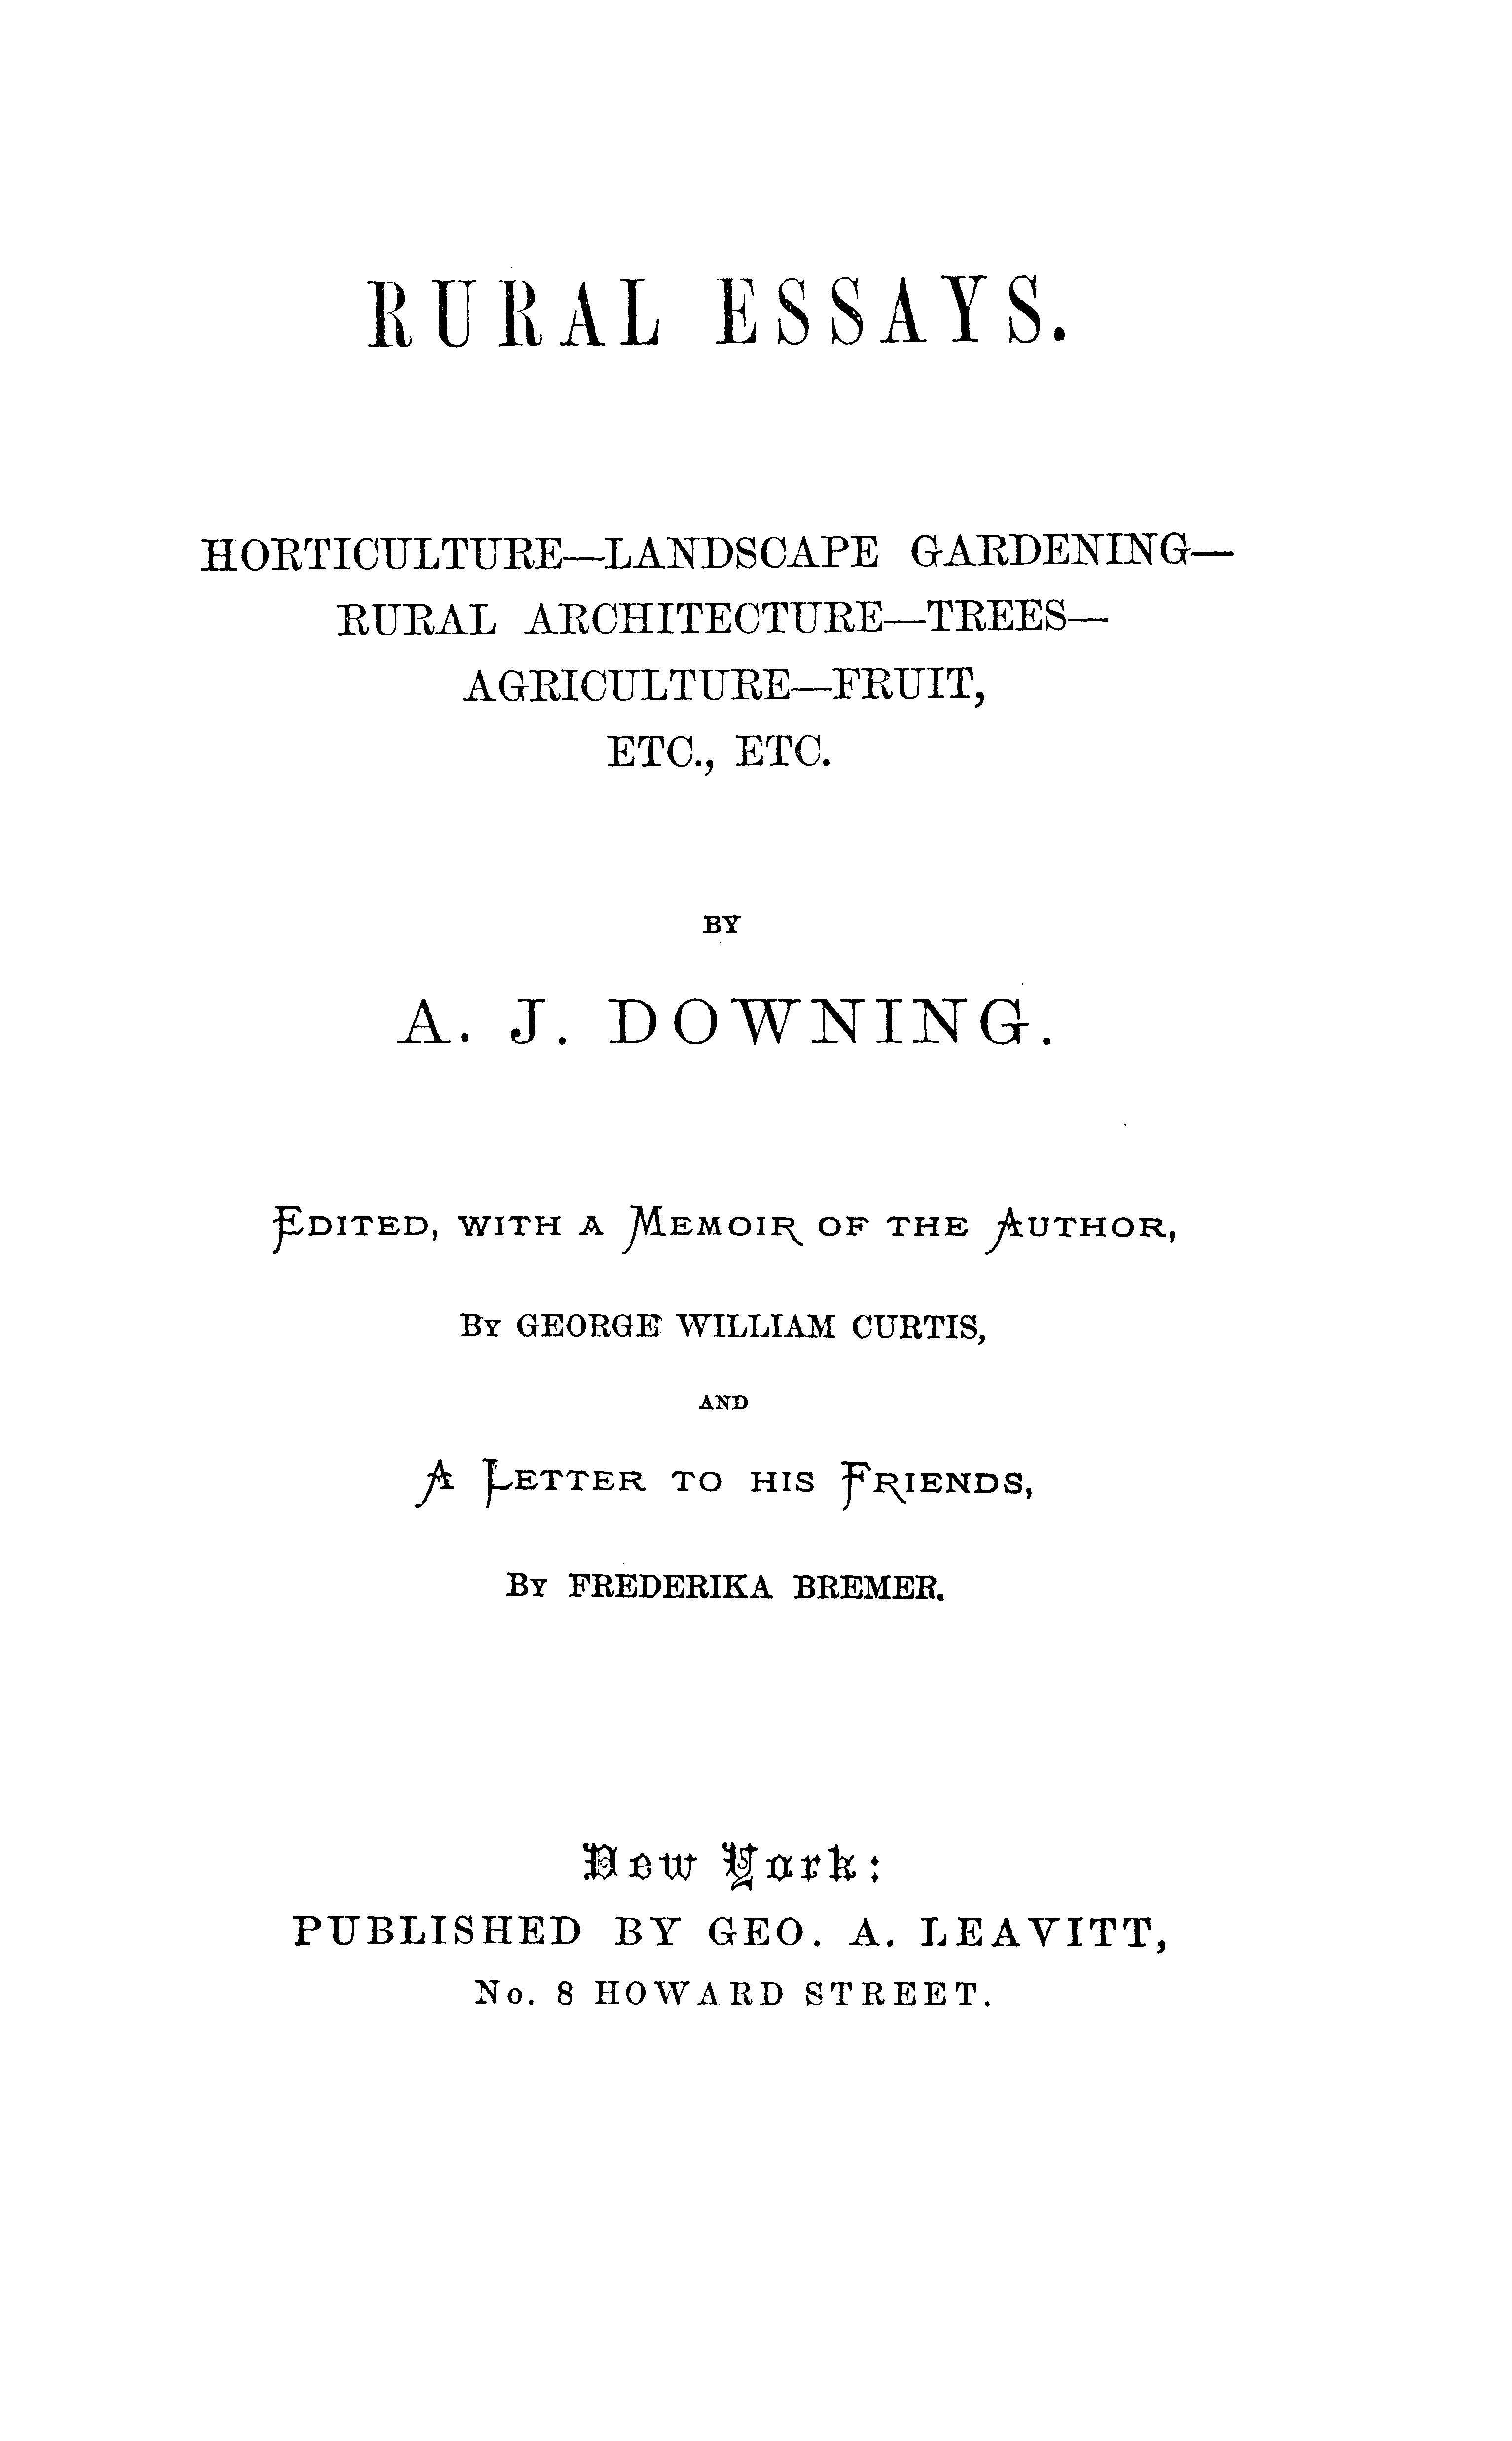 RURAL ESSAYS.
HORTICULTURE—LANDSCAPE GARDENING—
RURAL ARCHITECTURE—TREES—
AGRICULTURE—FRUIT,
ETC., ETC.
BY
A. J. DOWNING.
EDITED, WITH A MEMOIR OF THE AUTHOR,
By GEORGE WILLIAM CURTIS,
AND
A LETTER TO HIS FRIENDS,
By FREDERIKA BREMER.
New York:
PUBLISHED BY GEO. A. LEAVITT,
No. 8 HOWARD STREET.